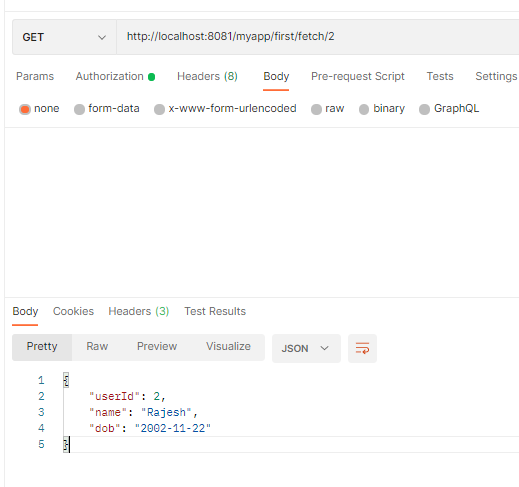 GET http://localhost:8081/myapp/first/fetch/2
Params Authorization Headers (8) Body Pre-request Script Tests Settings
none form-data x-www-form-urlencoded raw binary GraphQL
Body Cookies Headers (3) Test Results
Pretty Raw Preview Visualize JSON
1 {
2 "userId": 2,
3 "name": "Rajesh",
4 "dob": "2002-11-22"
5 }